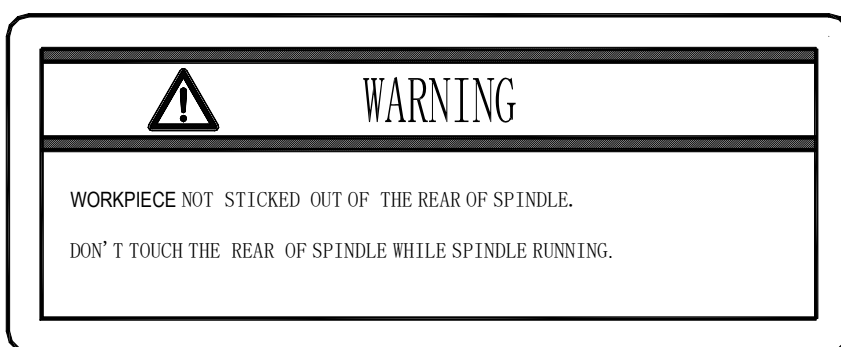 WARNING
WORKPIECE NOT STICKED OUT OF THE REAR OF SPINDLE.
DON'T TOUCH THE REAR OF SPINDLE WHILE SPINDLE RUNNING.